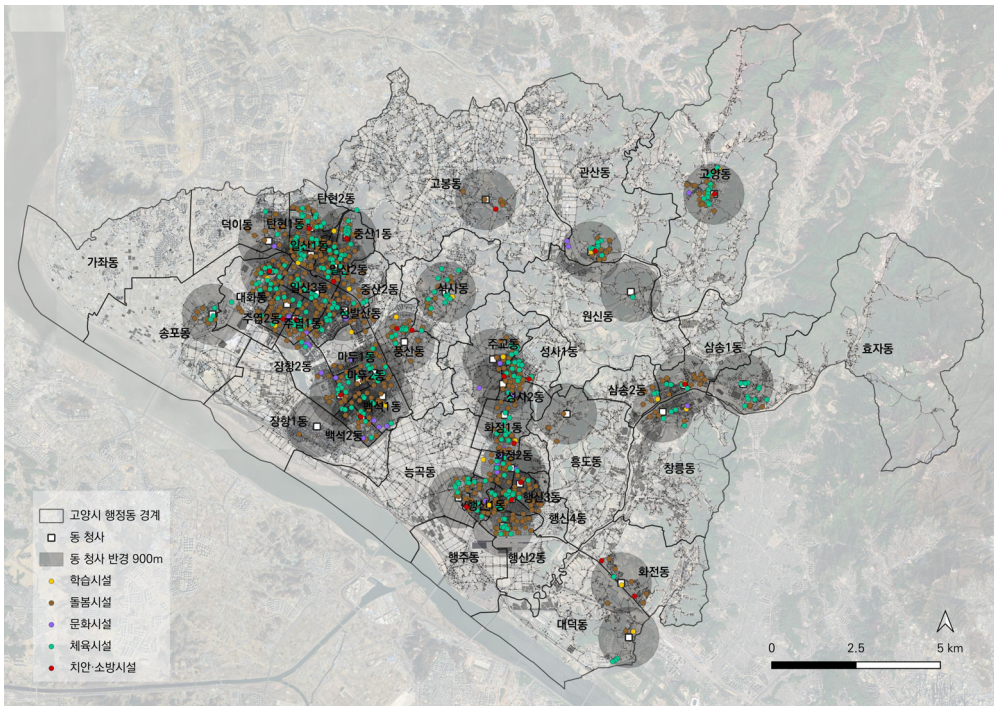 고양동
관산동
고봉동
탄현2동
덕이동
탄현1동
중산1동
일산1동
가좌동
일산2동
일산3동
중산2동
식사동
대화동
정발산동
원신동
주엽2동
주엽1동
송포동
풍산동
주교동
성사1동
삼송1동
효자동
마두1동
장항2동
마두2동
삼송2동
성사2동
백석1동
장항1동
백석2동
화정1동
화정2동
흥도동
창릉동
능곡동
행신1동
행신3동
행신4동
행주동
행신2동
화전동
대덕동
고양시 행정동 경계
동 청사
동 청사 반경 900m
학습시설
돌봄시설
문화시설
체육시설
치안·소방시설
0 2.5 5 km